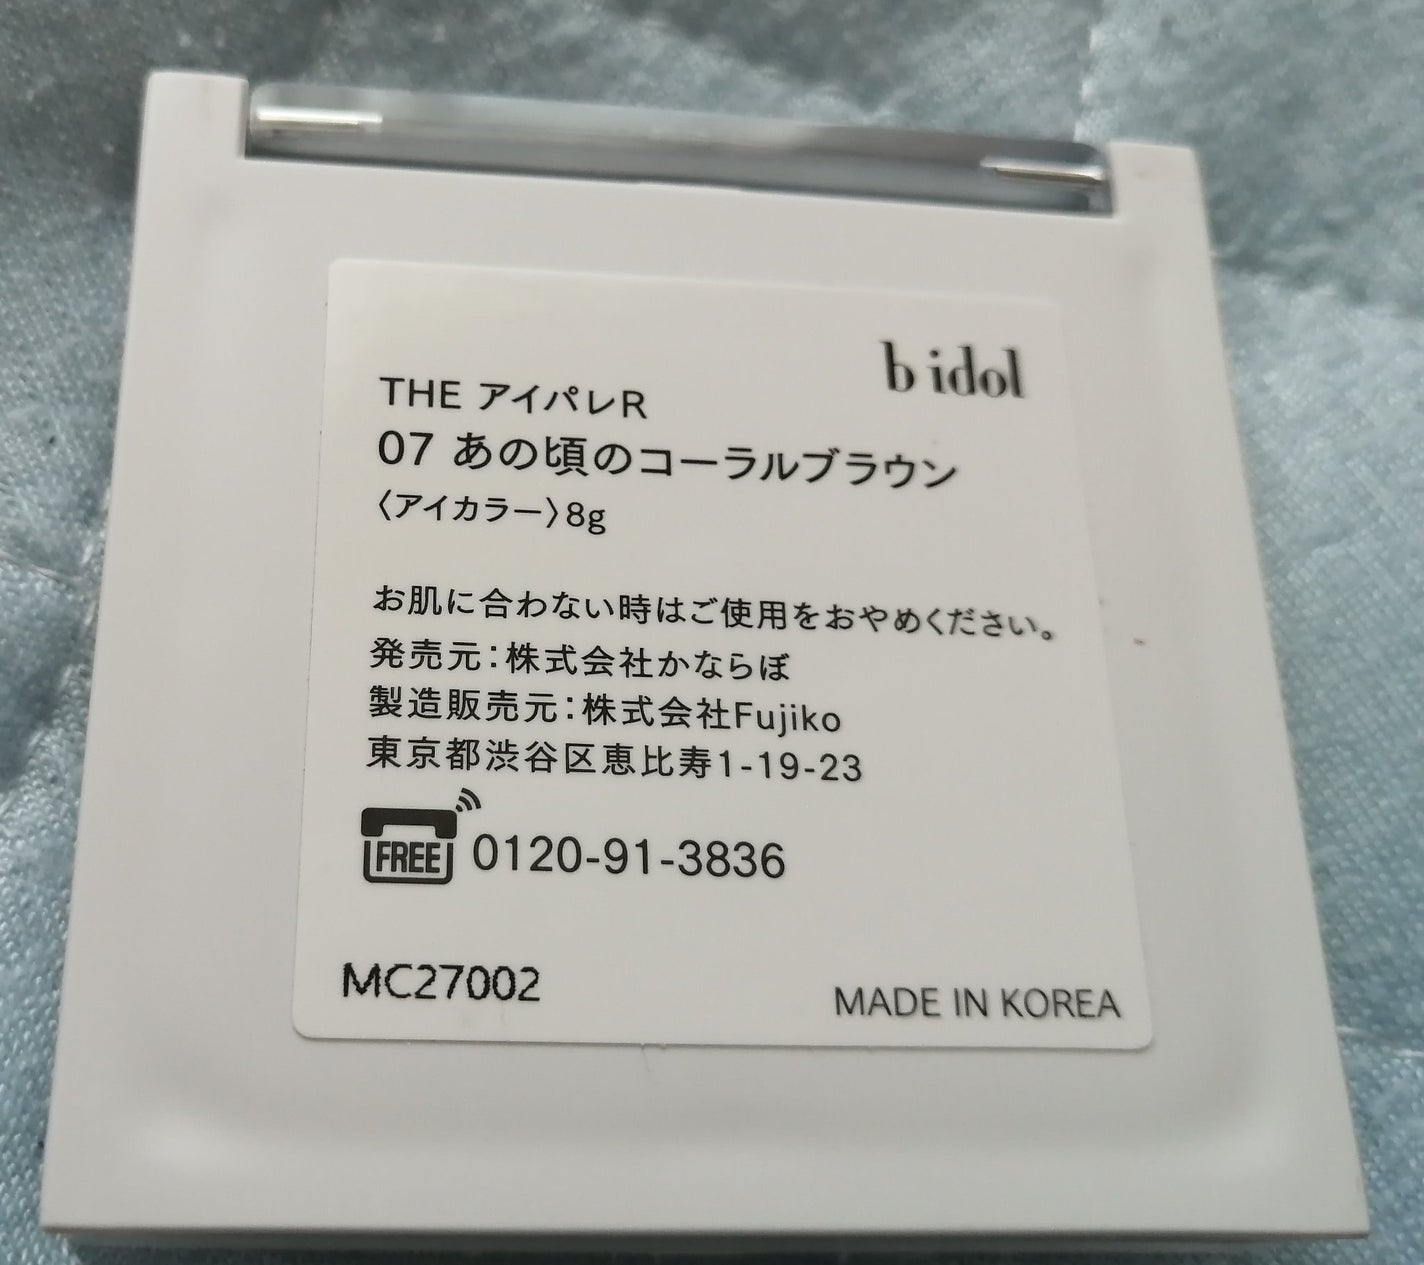 b idol
THE アイパレR
07 あの頃のコーラルブラウン
〈アイカラー〉8g
お肌に合わない時はご使用をおやめください。
発売元:株式会社かならぼ
製造販売元:株式会社Fujiko
東京都渋谷区恵比寿1-19-23
FREE 0120-91-3836
MC27002
MADE IN KOREA